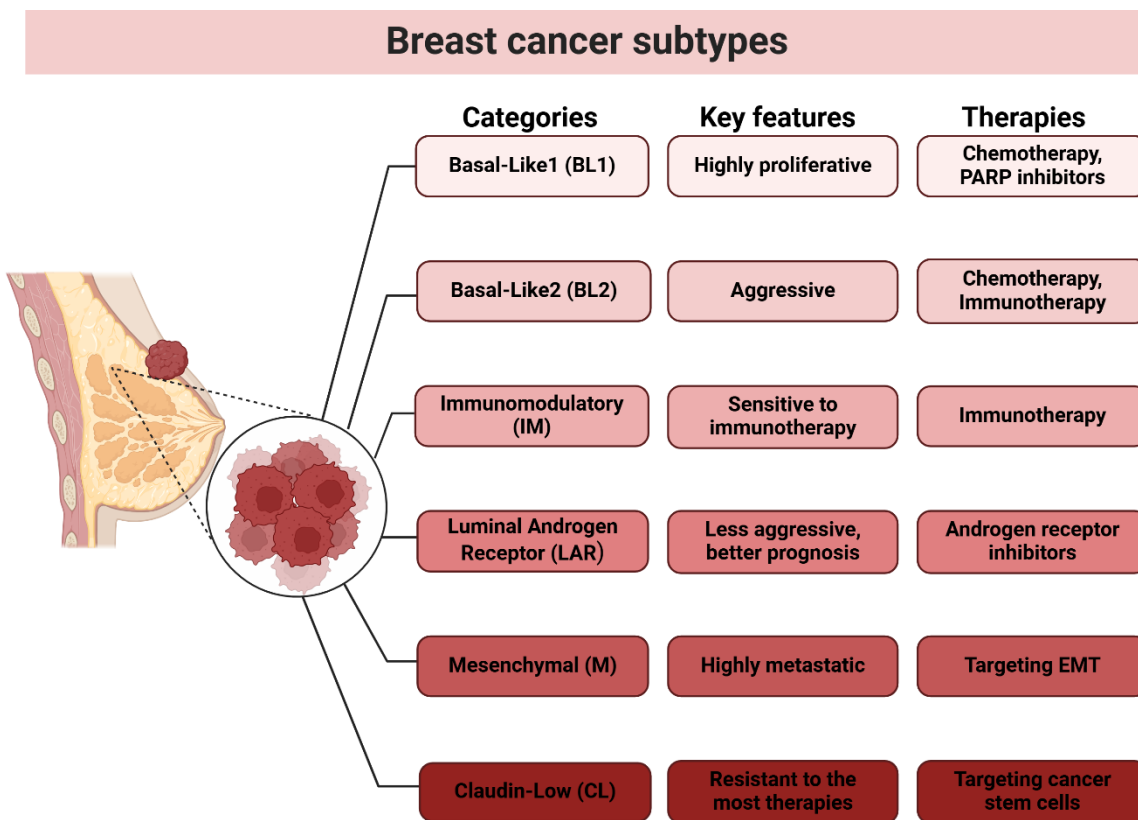 Breast cancer subtypes
Categories
Key features
Therapies
Basal-Like1 (BL1)
Highly proliferative
Chemotherapy,
PARP inhibitors
Basal-Like2 (BL2)
Aggressive
Chemotherapy,
Immunotherapy
Immunomodulatory
(IM)
Sensitive to
immunotherapy
Immunotherapy
Luminal Androgen
Receptor (LAR)
Less aggressive,
better prognosis
Androgen receptor
inhibitors
Mesenchymal (M)
Highly metastatic
Targeting EMT
Claudin-Low (CL)
Resistant to the
most therapies
Targeting cancer
stem cells